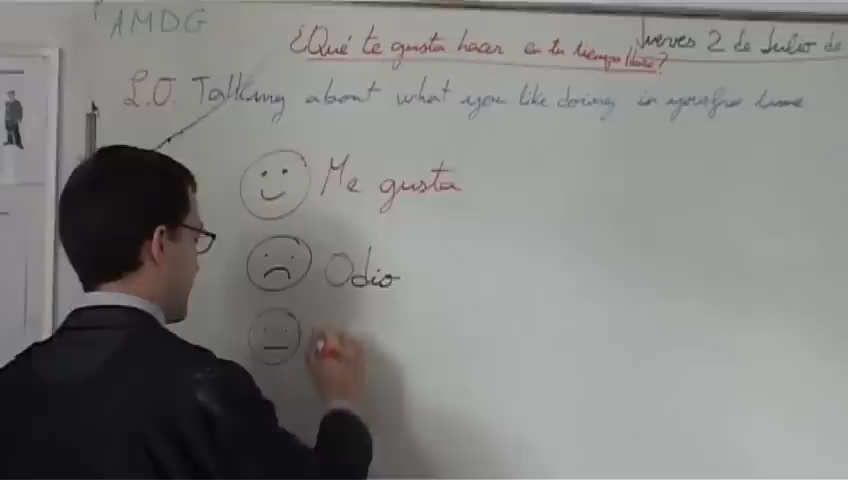 AMDG
¿Qué te gusta hacer en tu tiempo libre?
Jueves 2 de Julio de
L.O. Talking about what you like doing in your free time
Me gusta
Odio